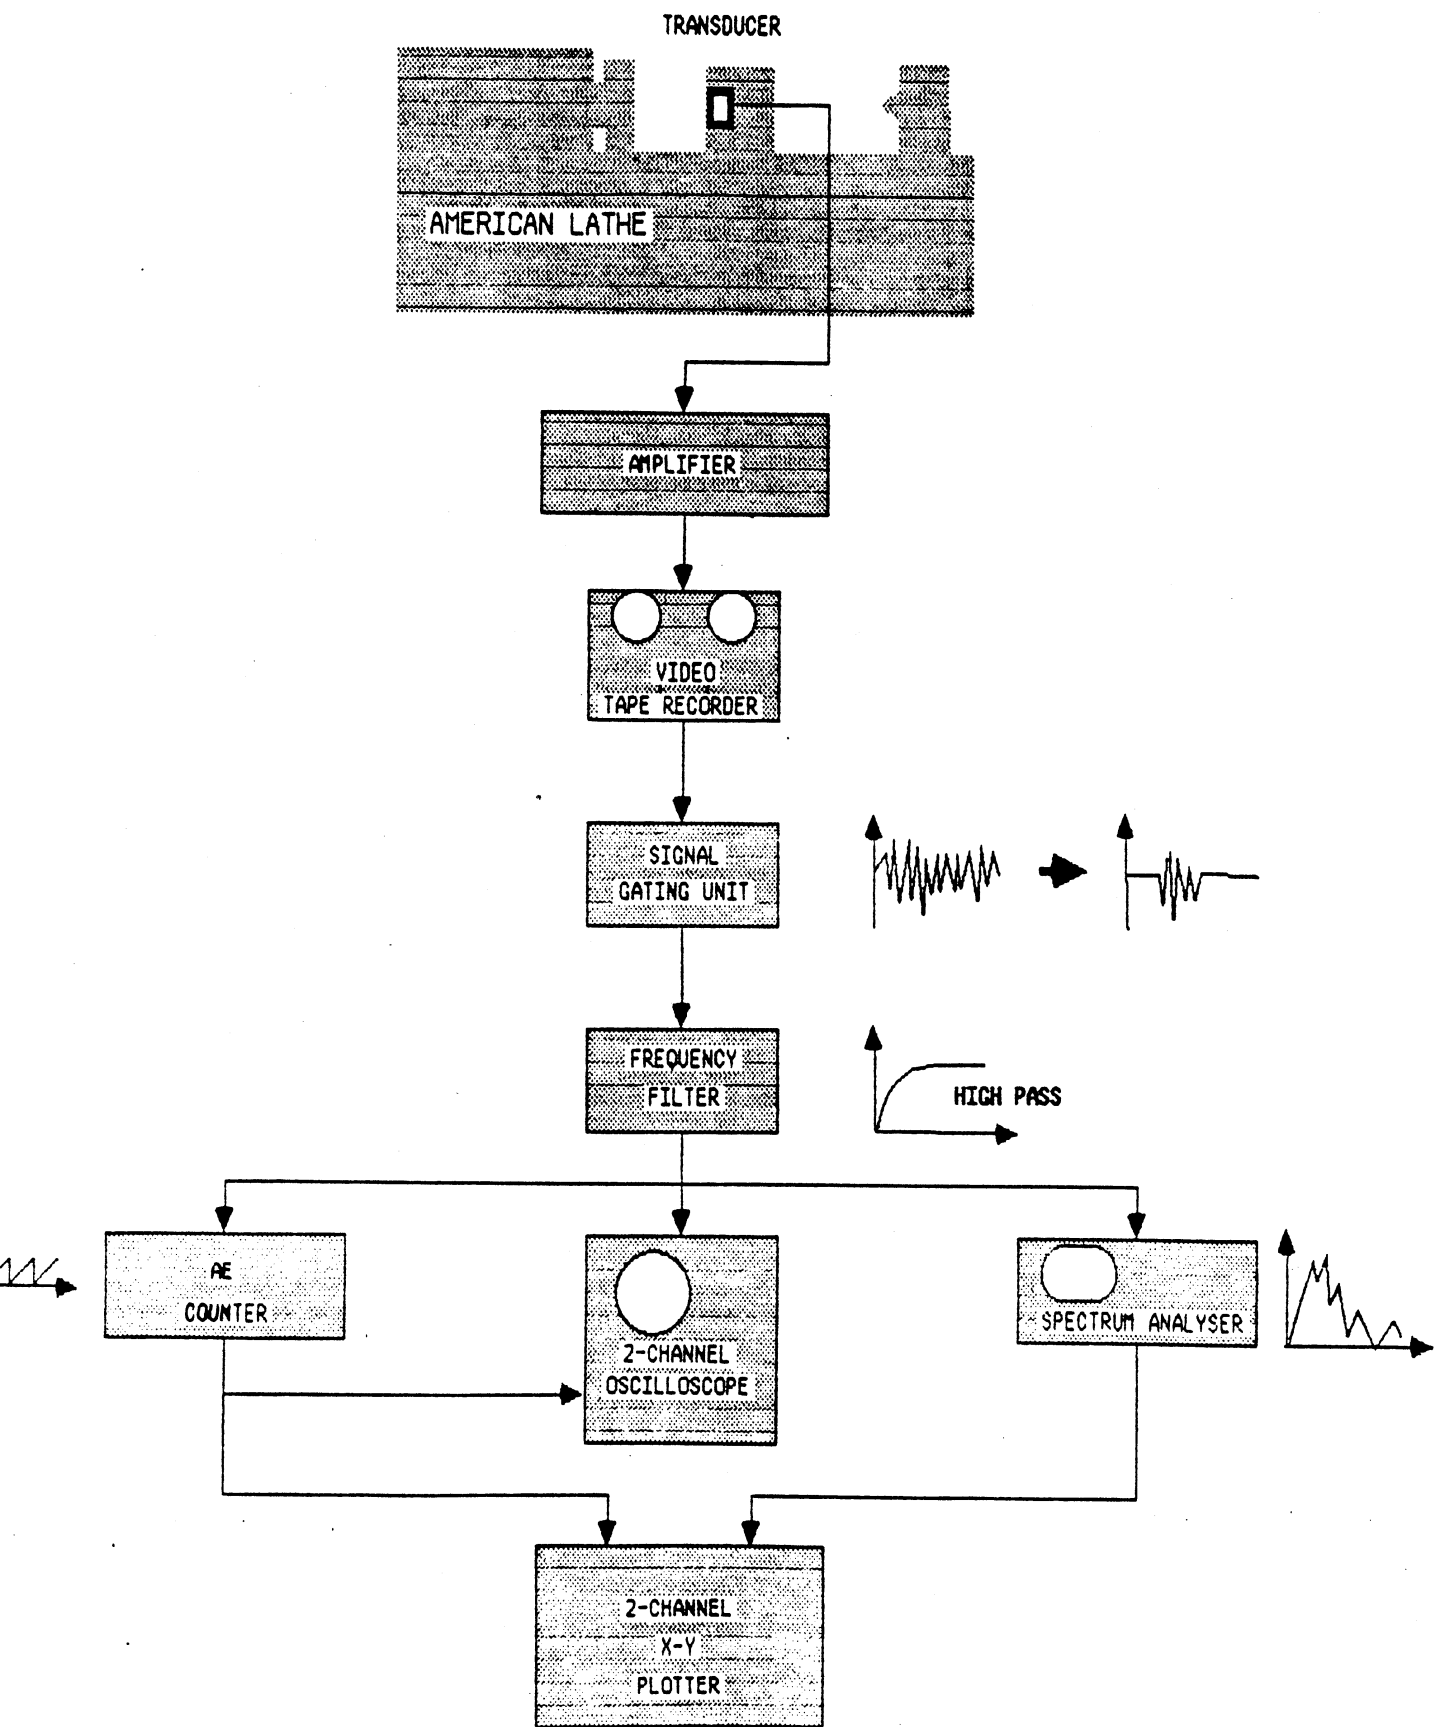 TRANSDUCER
AMERICAN LATHE
AMPLIFIER
VIDEO
TAPE RECORDER
SIGNAL
GATING UNIT
FREQUENCY
FILTER
HIGH PASS
AE
COUNTER
2-CHANNEL
OSCILLOSCOPE
SPECTRUM ANALYSER
2-CHANNEL
X-Y
PLOTTER